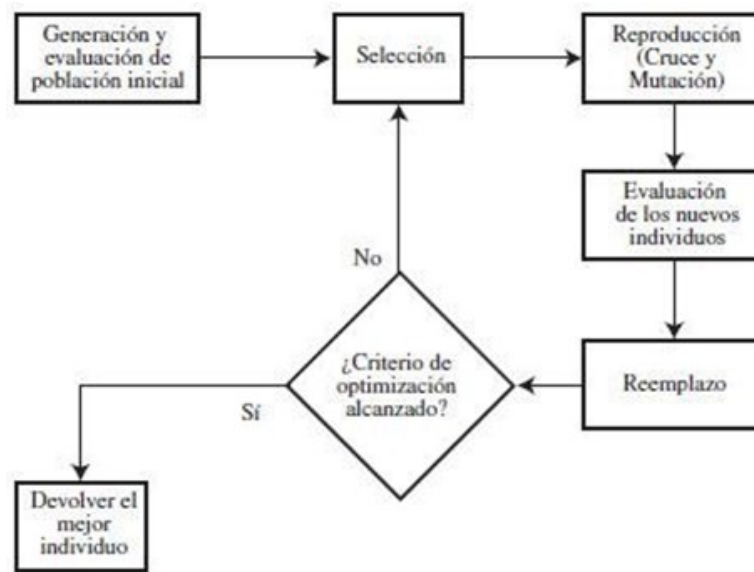 Generación y
evaluación de
población inicial
Selección
Reproducción
(Cruce y
Mutación)
Evaluación
de los nuevos
individuos
Reemplazo
¿Criterio de
optimización
alcanzado?
No
Sí
Devolver el
mejor
individuo